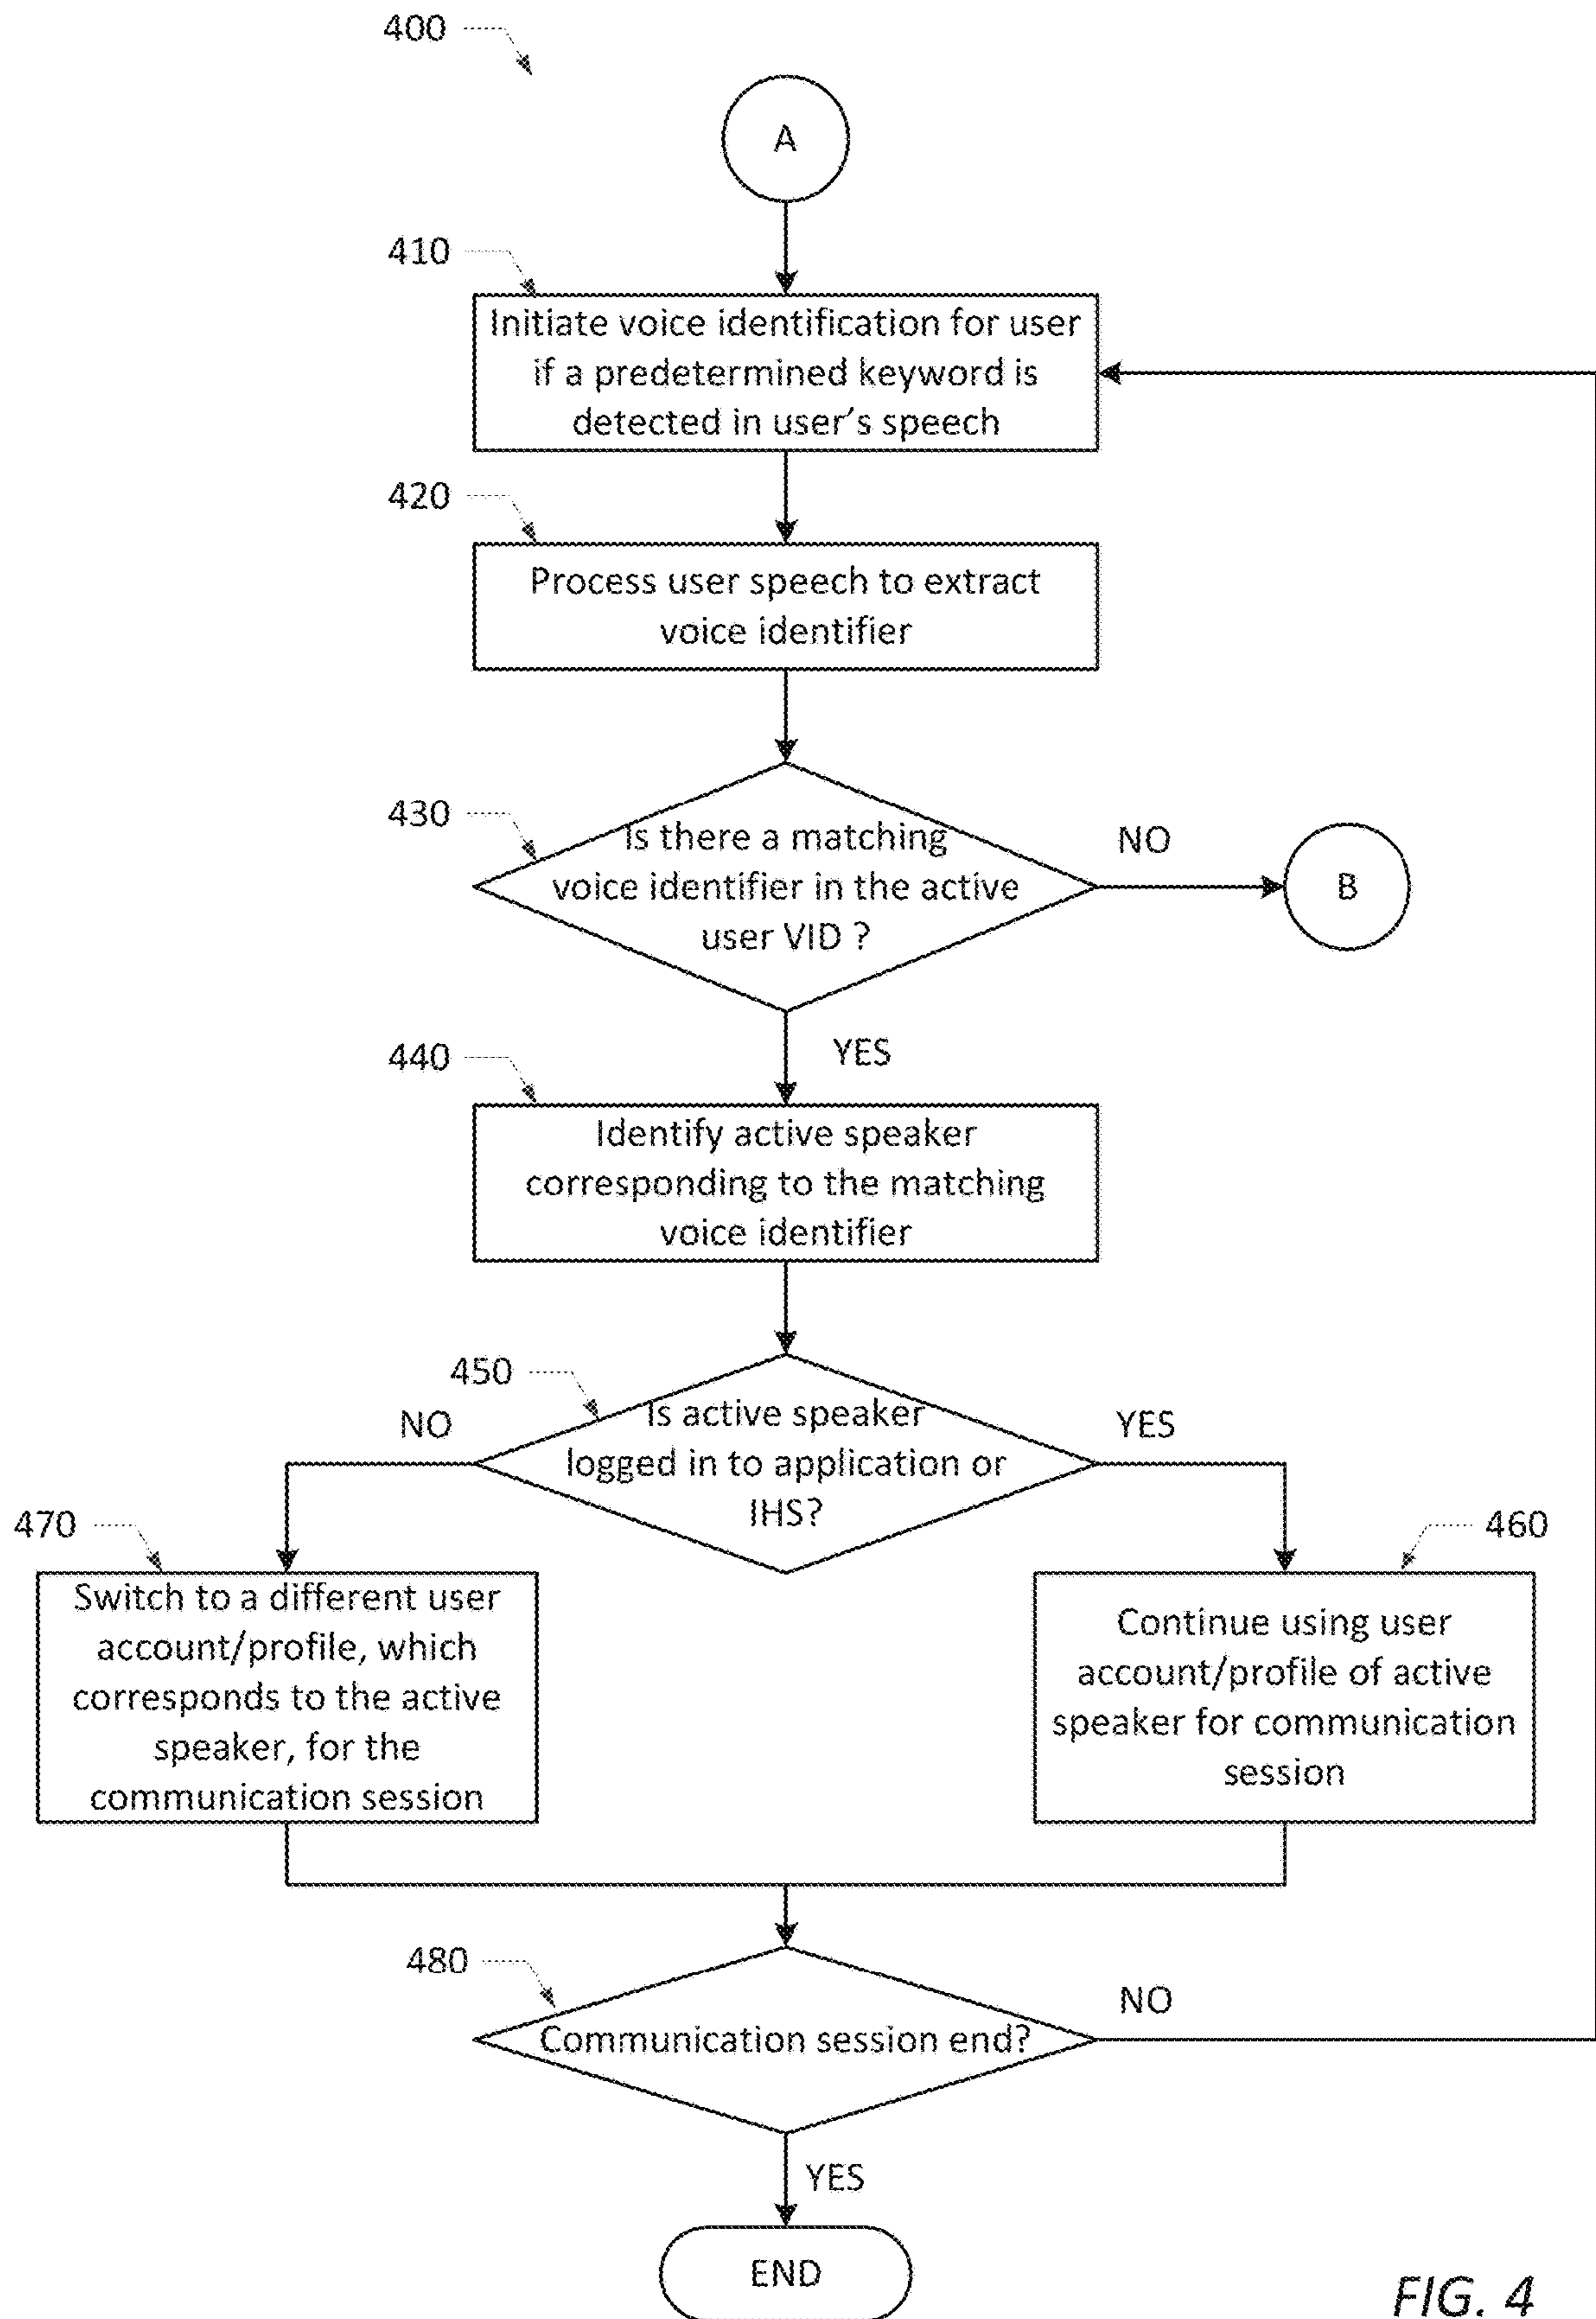 400
A
410
Initiate voice identification for user
if a predetermined keyword is
detected in user's speech
420
Process user speech to extract
voice identifier
430
Is there a matching
voice identifier in the active
user VID ?
NO
B
YES
440
Identify active speaker
corresponding to the matching
voice identifier
450
Is active speaker
logged in to application or
IHS?
NO
YES
470
Switch to a different user
account/profile, which
corresponds to the active
speaker, for the
communication session
460
Continue using user
account/profile of active
speaker for communication
session
480
Communication session end?
NO
YES
END
FIG. 4